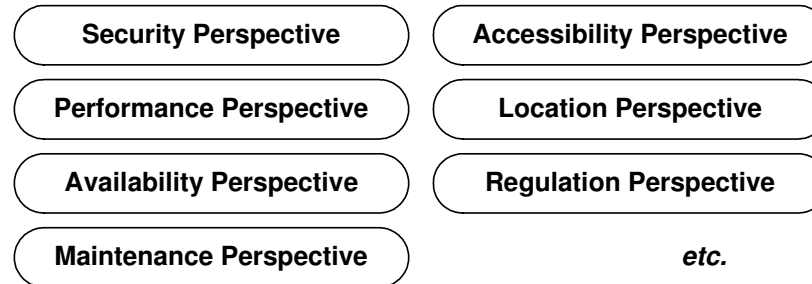 Security Perspective
Accessibility Perspective
Performance Perspective
Location Perspective
Availability Perspective
Regulation Perspective
Maintenance Perspective
etc.